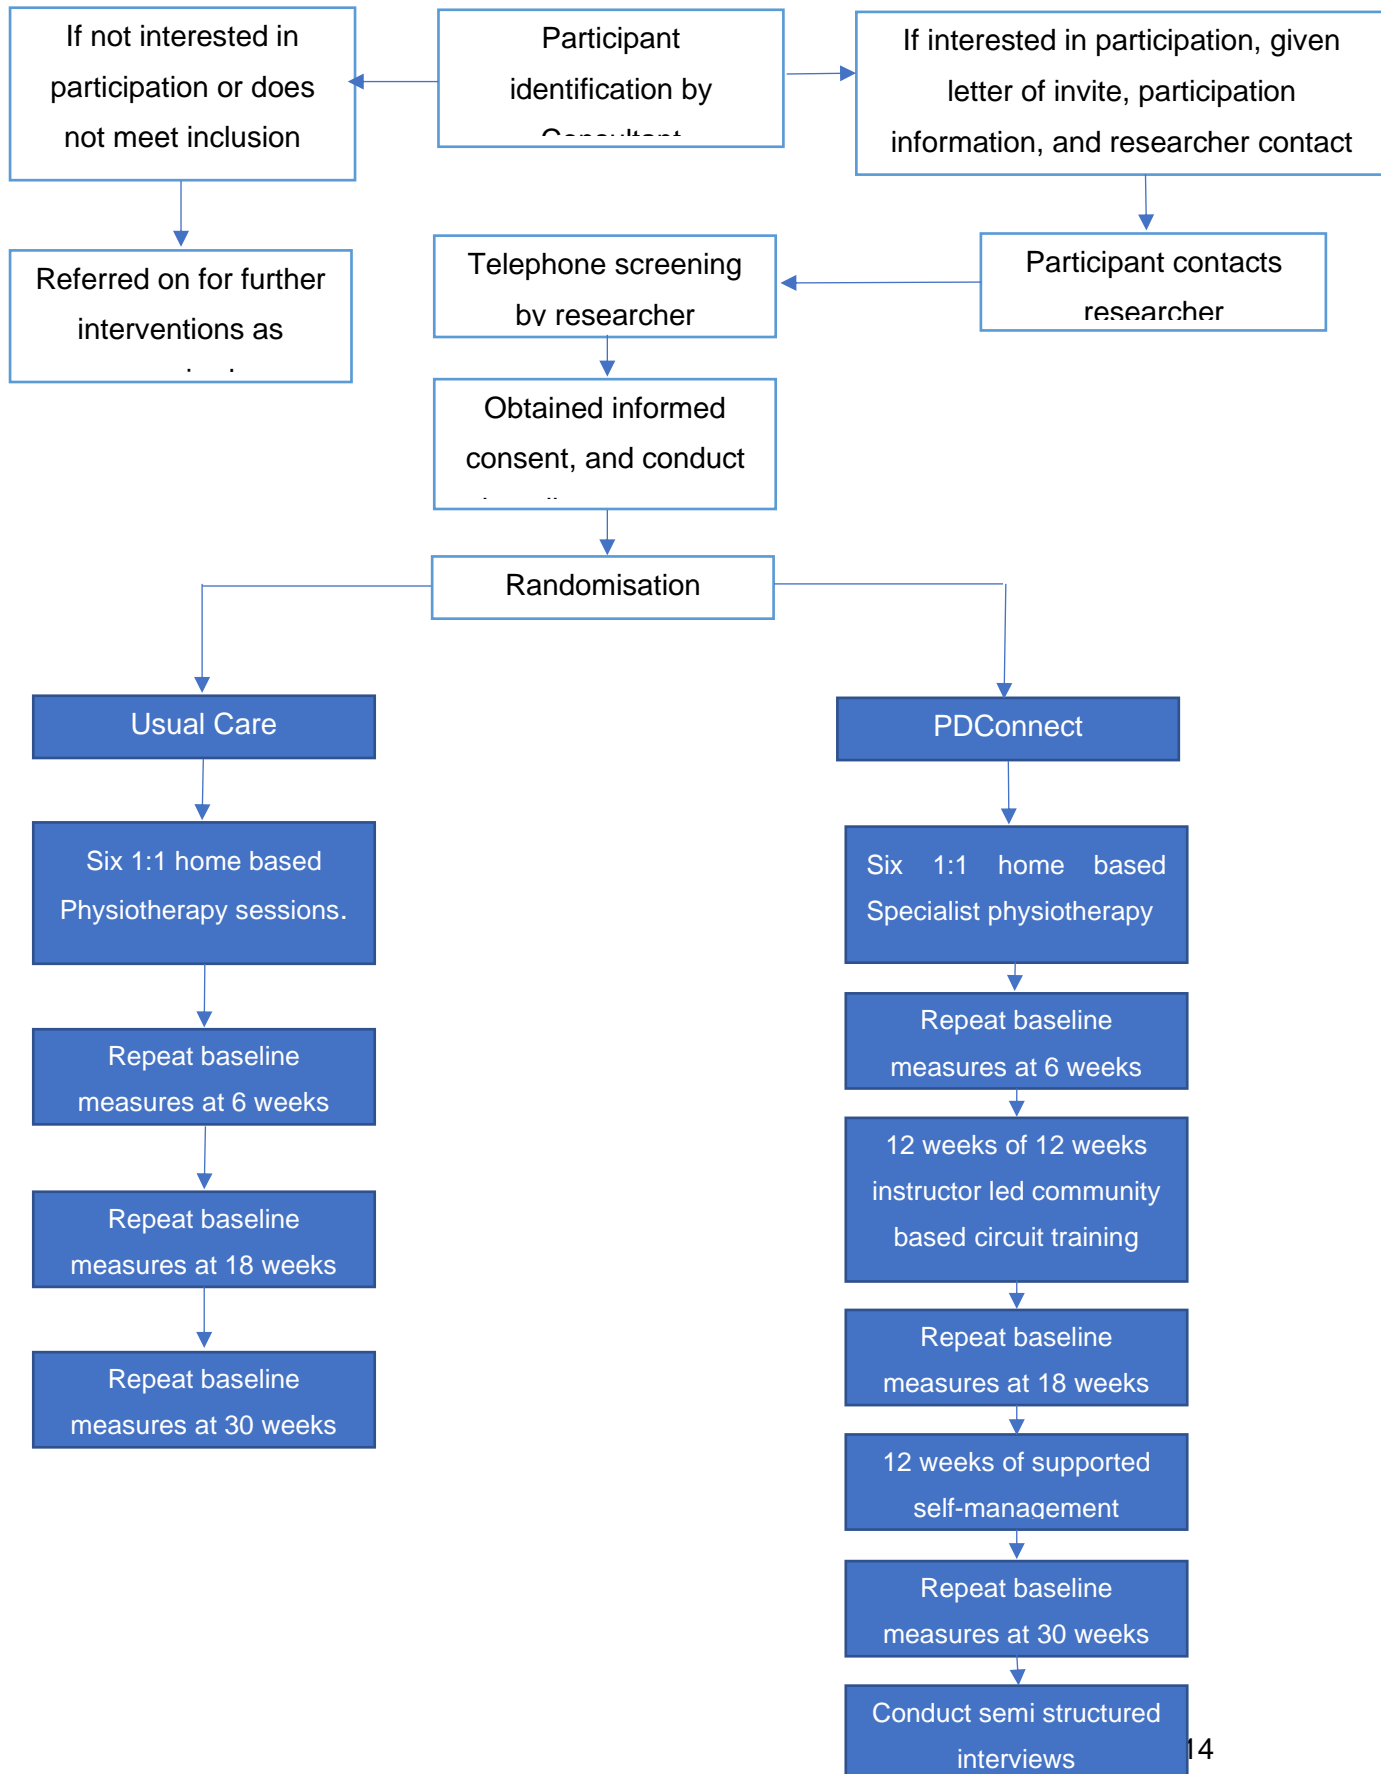 If not interested in
participation or does
not meet inclusion
Participant
identification by
Consultant
If interested in participation, given
letter of invite, participation
information, and researcher contact
Referred on for further
interventions as
Telephone screening
by researcher
Participant contacts
researcher
Obtained informed
consent, and conduct
Randomisation
Usual Care
Six 1:1 home based
Physiotherapy sessions.
Repeat baseline
measures at 6 weeks
Repeat baseline
measures at 18 weeks
Repeat baseline
measures at 30 weeks
PDConnect
Six 1:1 home based
Specialist physiotherapy
Repeat baseline
measures at 6 weeks
12 weeks of 12 weeks
instructor led community
based circuit training
Repeat baseline
measures at 18 weeks
12 weeks of supported
self-management
Repeat baseline
measures at 30 weeks
Conduct semi structured
interviews
14